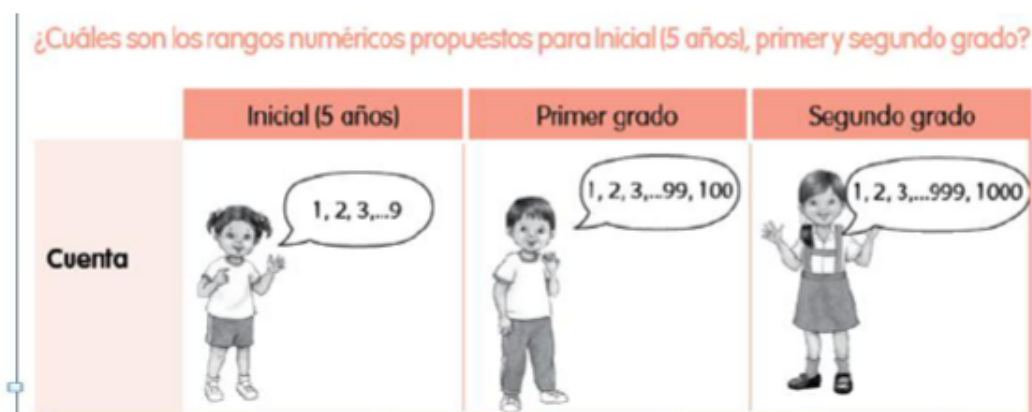 ¿Cuáles son los rangos numéricos propuestos para Inicial (5 años), primer y segundo grado?
Inicial (5 años)
Primer grado
Segundo grado
Cuenta
1, 2, 3,...9
1, 2, 3,...99, 100
1, 2, 3,...999, 1000